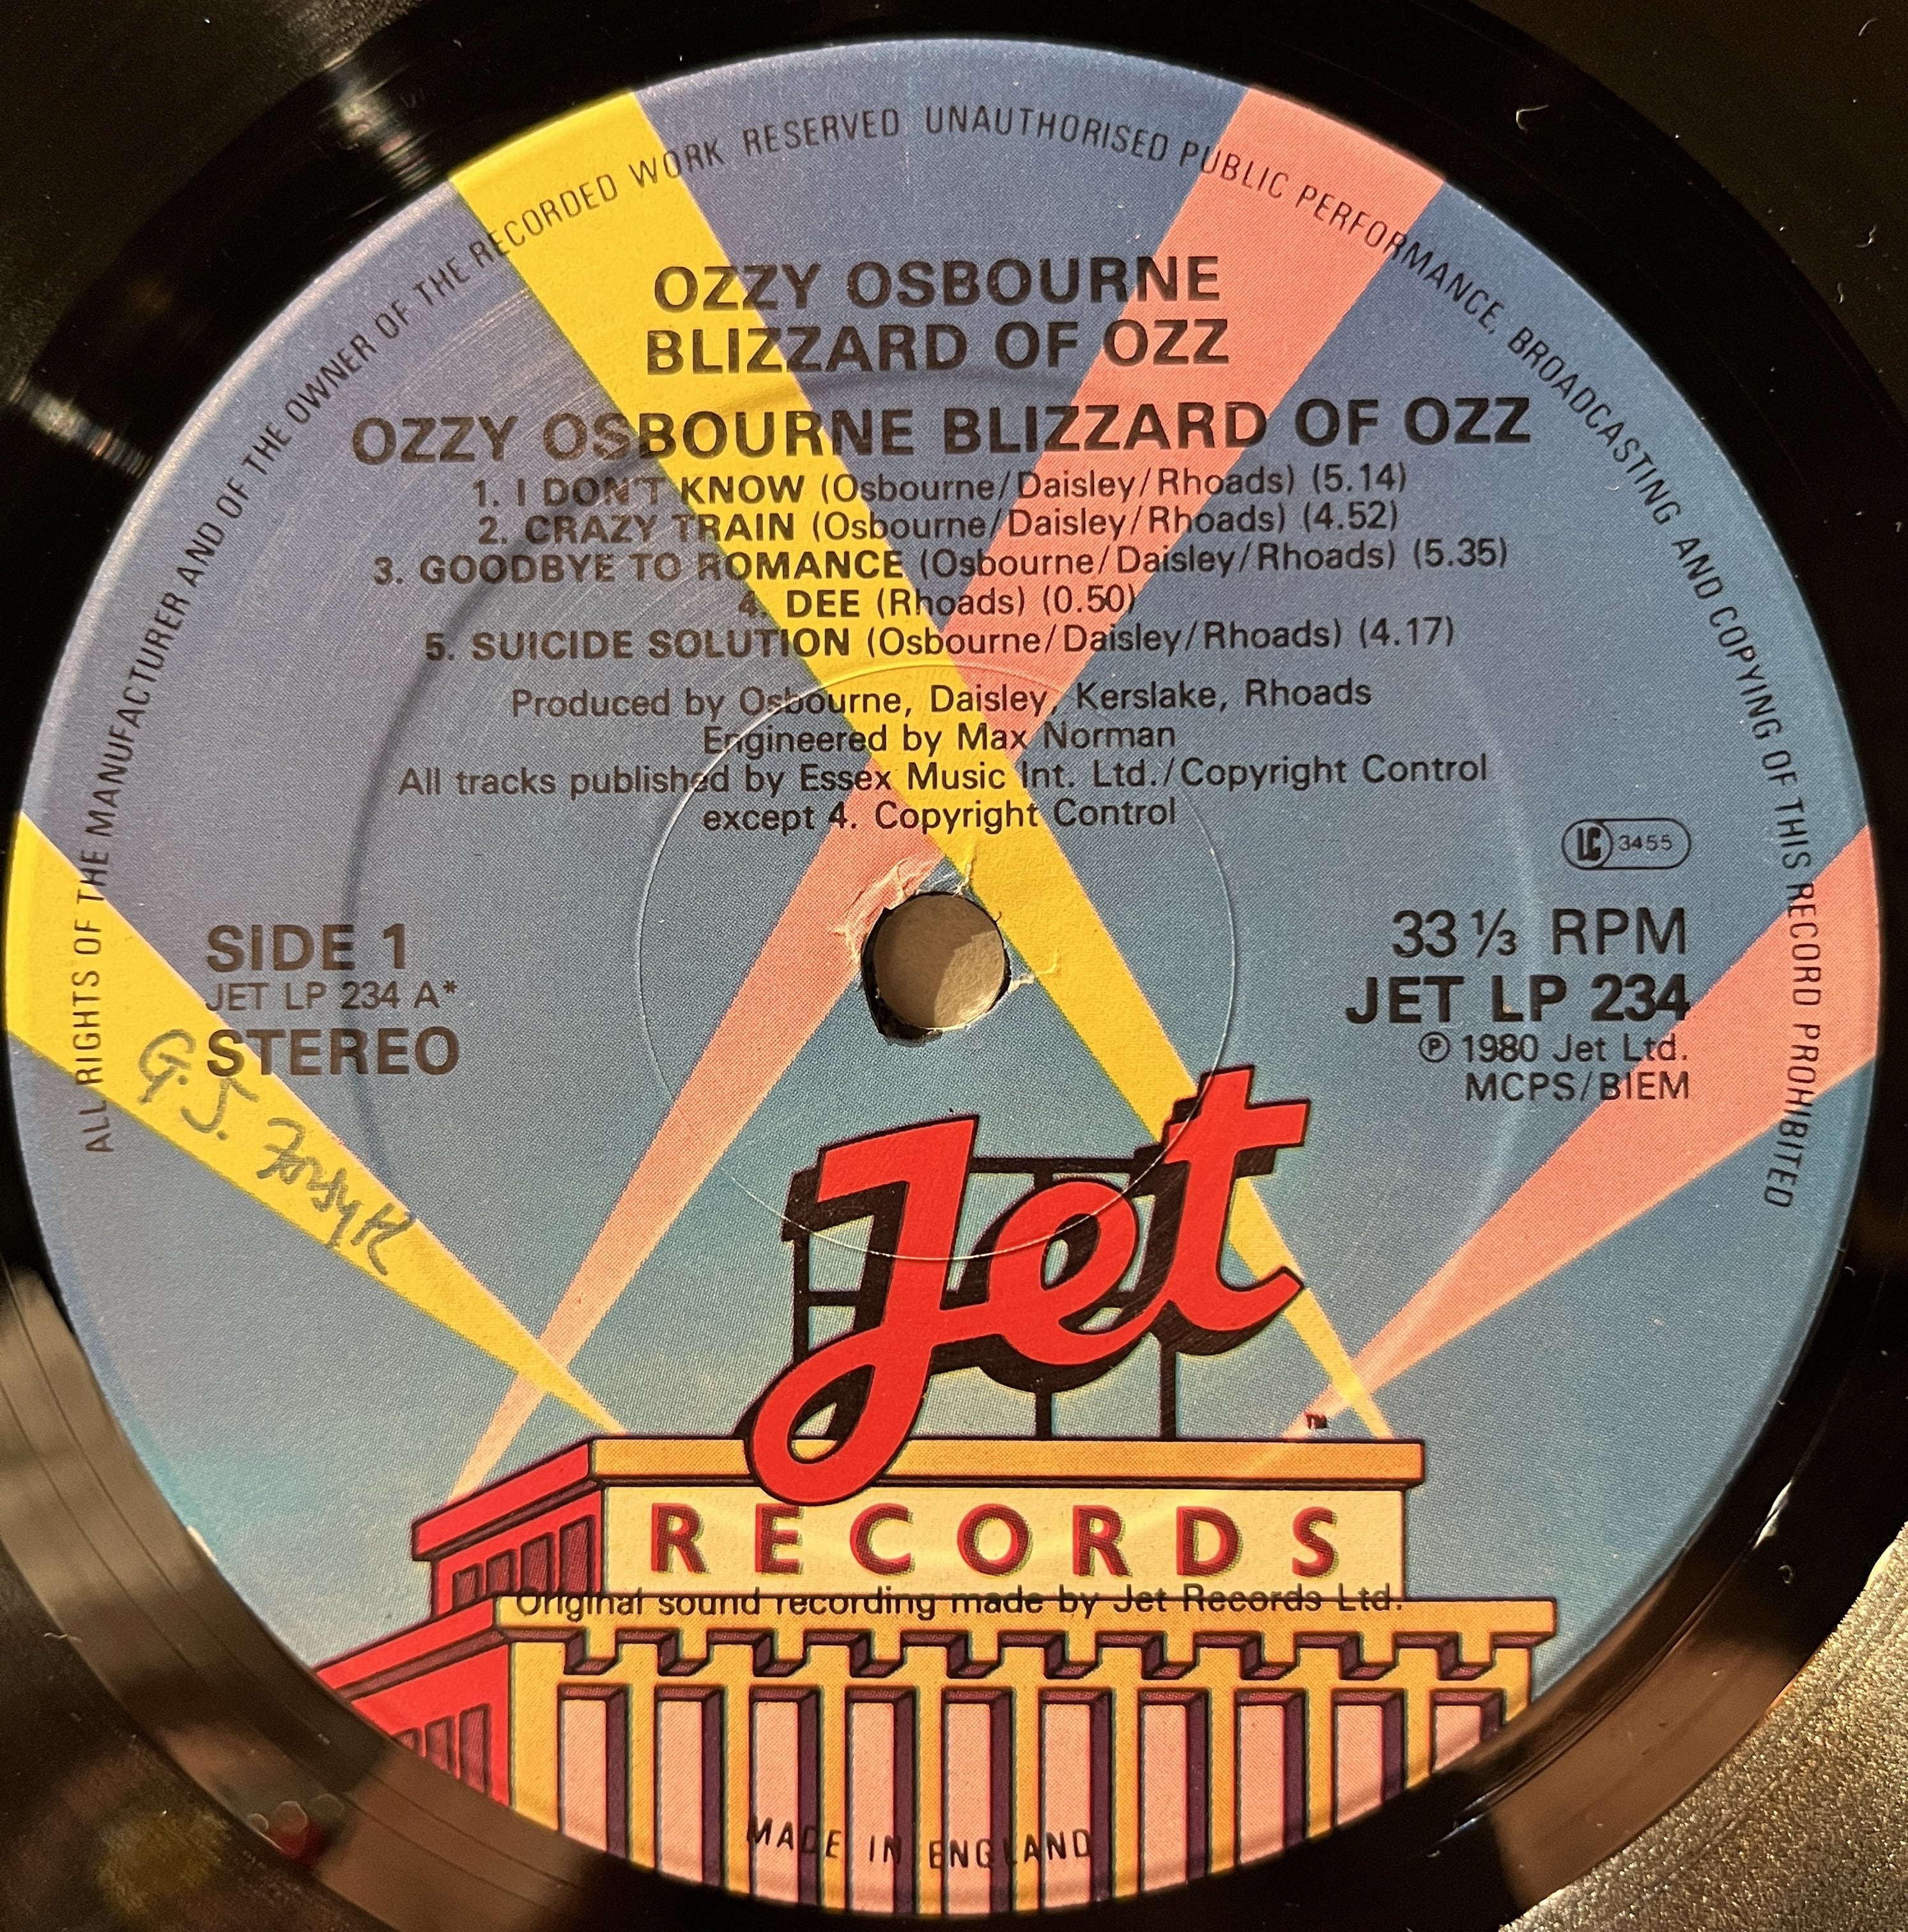 ALL RIGHTS OF THE MANUFACTURER AND OF THE OWNER OF THE RECORDED WORK RESERVED UNAUTHORISED PUBLIC PERFORMANCE, BROADCASTING AND COPYING OF THIS RECORD PROHIBITED
OZZY OSBOURNE
BLIZZARD OF OZZ
OZZY OSBOURNE BLIZZARD OF OZZ
1. I DON'T KNOW (Osbourne/Daisley/Rhoads) (5.14)
2. CRAZY TRAIN (Osbourne/Daisley/Rhoads) (4.52)
3. GOODBYE TO ROMANCE (Osbourne/Daisley/Rhoads) (5.35)
4. DEE (Rhoads) (0.50)
5. SUICIDE SOLUTION (Osbourne/Daisley/Rhoads) (4.17)
Produced by Osbourne, Daisley, Kerslake, Rhoads
Engineered by Max Norman
All tracks published by Essex Music Int. Ltd./Copyright Control
except 4. Copyright Control
LC 3455
SIDE 1
JET LP 234 A*
STEREO
G.J. Forsyth
33⅓ RPM
JET LP 234
℗ 1980 Jet Ltd.
MCPS/BIEM
Jet
TM
RECORDS
Original sound recording made by Jet Records Ltd.
MADE IN ENGLAND